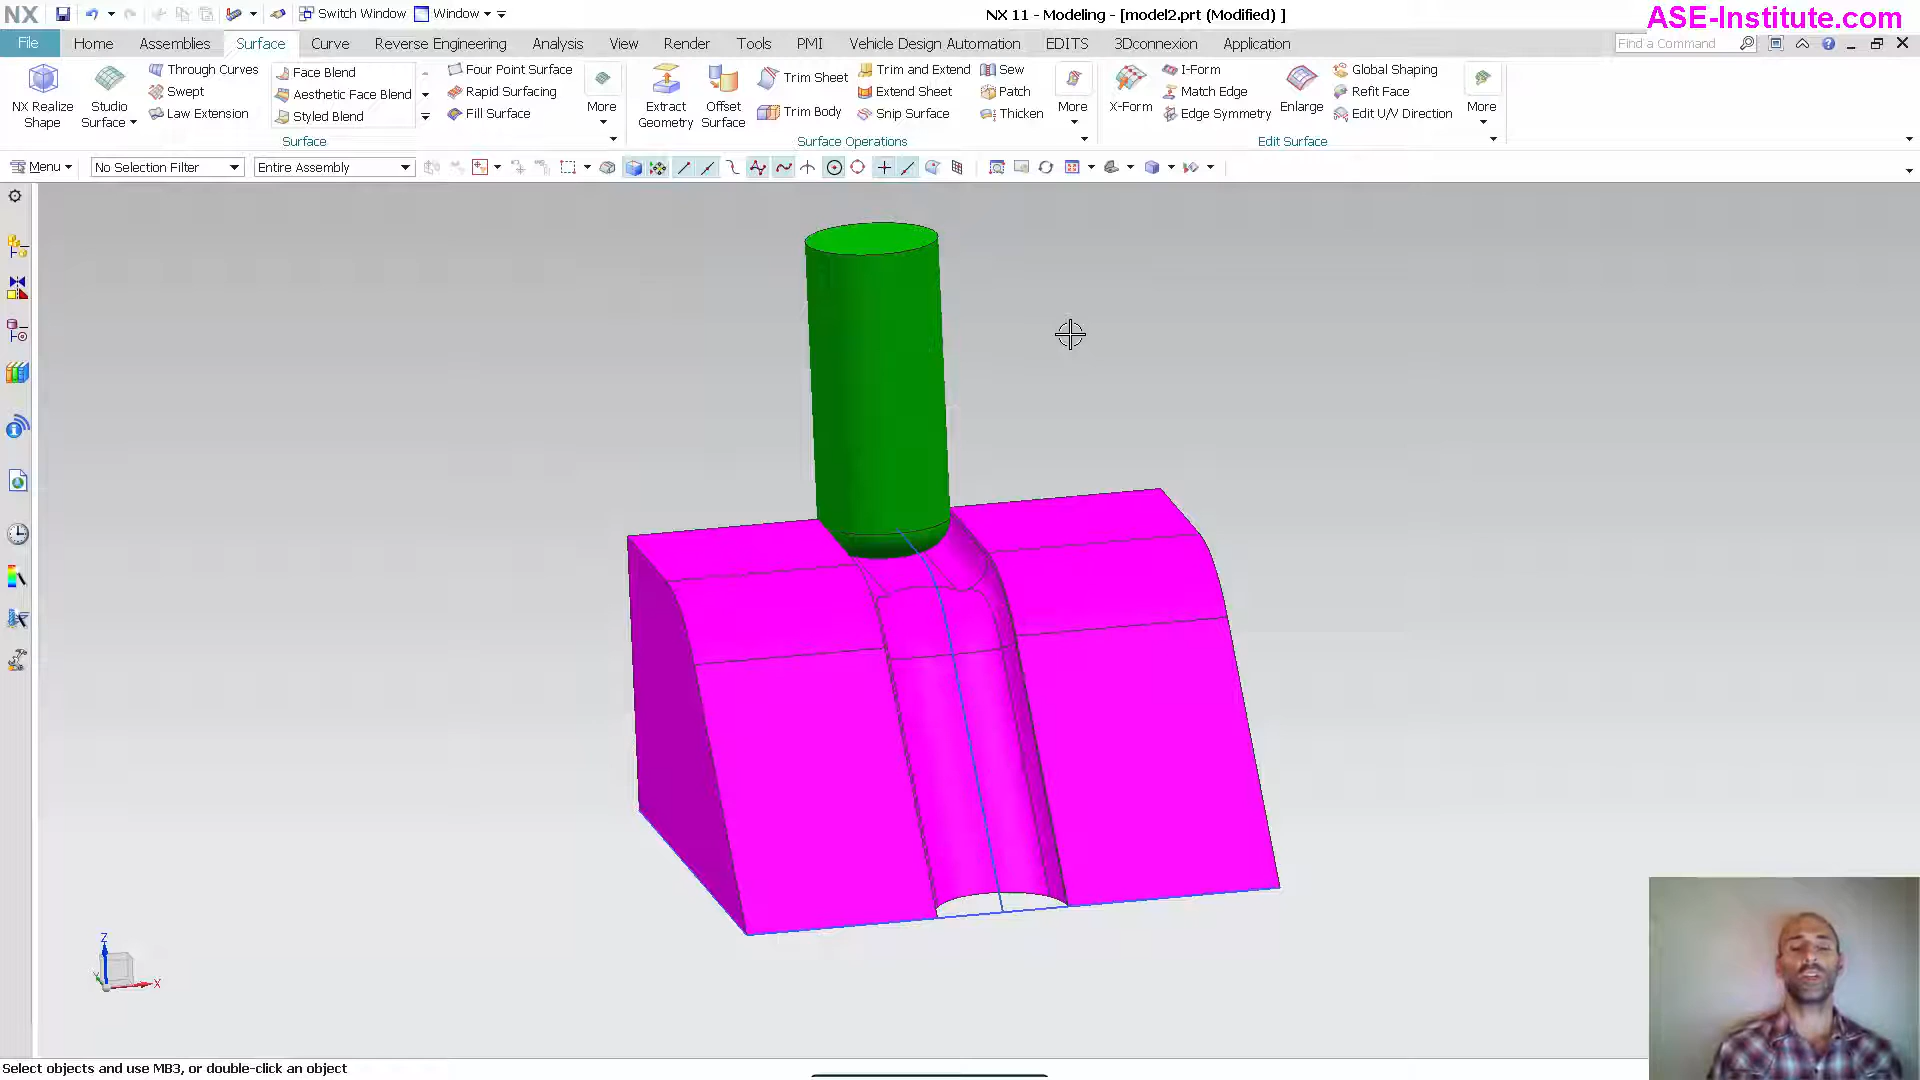 NX
Switch Window
Window
NX 11 - Modeling - [model2.prt (Modified) ]
ASE-Institute.com
File
Home
Assemblies
Surface
Curve
Reverse Engineering
Analysis
View
Render
Tools
PMI
Vehicle Design Automation
EDITS
3Dconnexion
Application
Find a Command
NX Realize
Shape
Studio
Surface
Through Curves
Swept
Law Extension
Face Blend
Aesthetic Face Blend
Styled Blend
Four Point Surface
Rapid Surfacing
Fill Surface
More
Surface
Extract
Geometry
Offset
Surface
Trim Sheet
Trim Body
Trim and Extend
Extend Sheet
Snip Surface
Sew
Patch
Thicken
More
Surface Operations
X-Form
I-Form
Match Edge
Edge Symmetry
Enlarge
Global Shaping
Refit Face
Edit U/V Direction
More
Edit Surface
Menu
No Selection Filter
Entire Assembly
Z
Y
X
Select objects and use MB3, or double-click an object